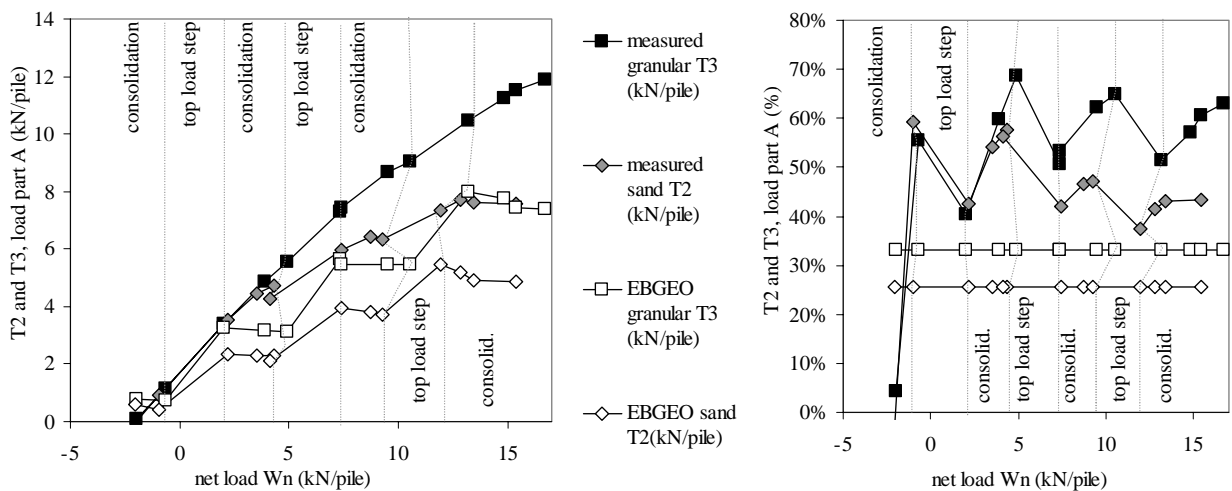 T2 and T3, load part A (kN/pile)
14
12
10
8
6
4
2
0
consolidation
top load step
consolidation
top load step
consolidation
top load step
consolid.
-5
0
5
10
15
net load Wn (kN/pile)
measured
granular T3
(kN/pile)
measured
sand T2
(kN/pile)
EBGEO
granular T3
(kN/pile)
EBGEO sand
T2(kN/pile)
T2 and T3, load part A (%)
80%
70%
60%
50%
40%
30%
20%
10%
0%
consolidation
top load step
consolid.
top load step
consolid.
top load step
consolid.
-5
0
5
10
15
net load Wn (kN/pile)